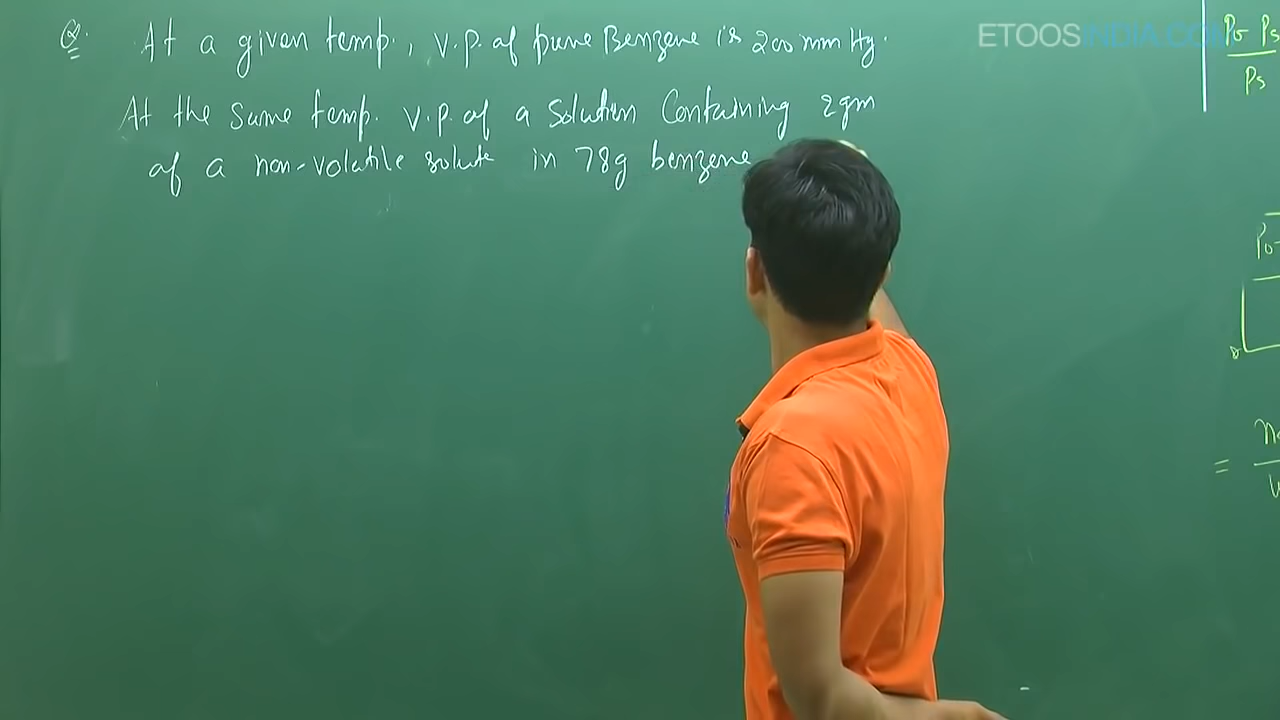 Q. At a given temp., V.P. of pure Benzene is 200 mm Hg.
At the same temp. V.P. of a solution containing 2gm
of a non-volatile solute in 78g benzene
ETOOSINDIA.COM
P0- Ps
Ps
P0-
=